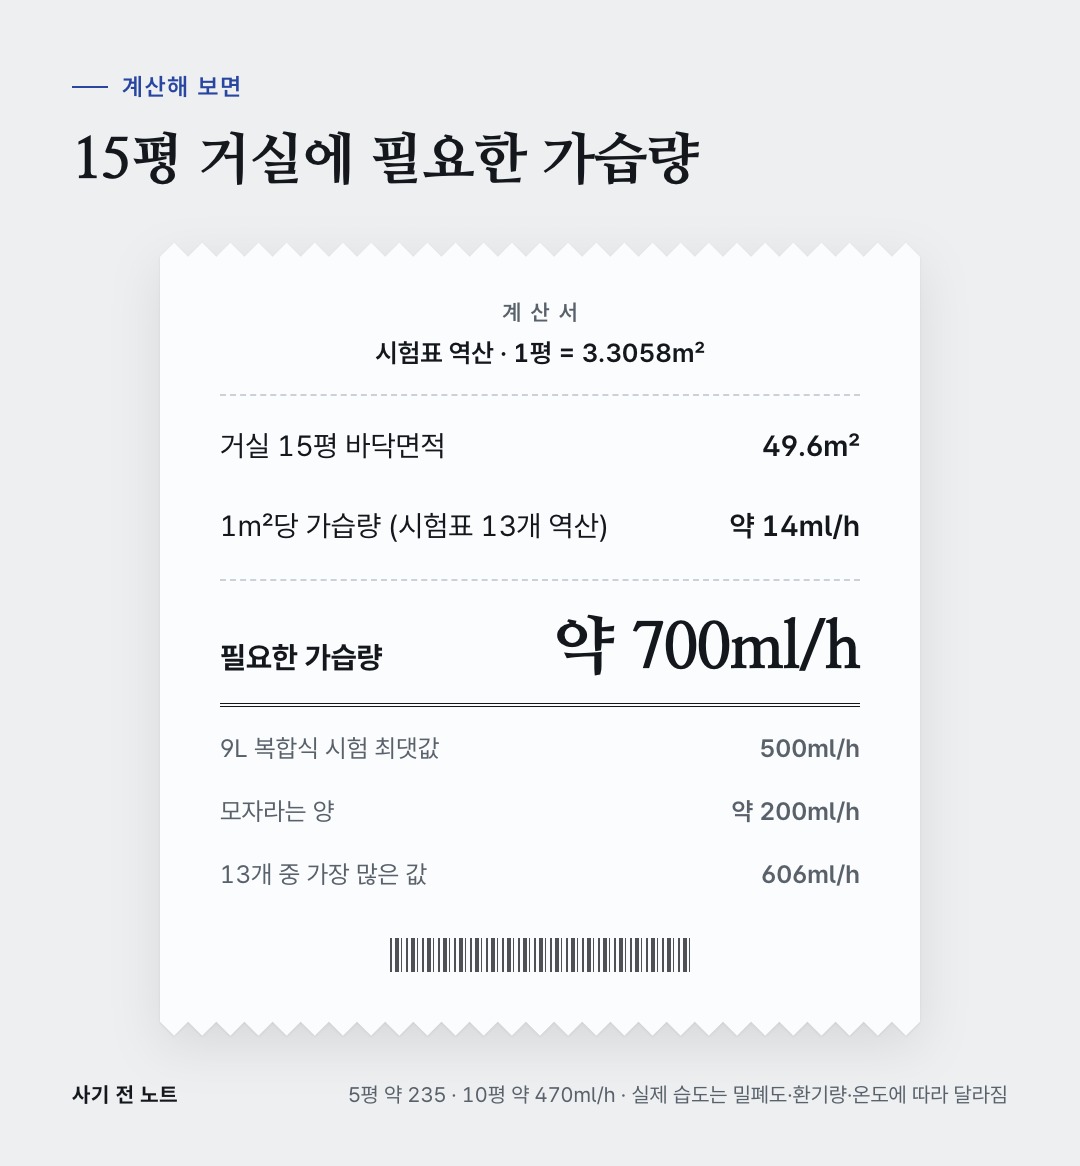 계산해 보면
15평 거실에 필요한 가습량
계산서
시험표 역산 · 1평 = 3.3058m²
거실 15평 바닥면적 49.6m²
1m²당 가습량 (시험표 13개 역산) 약 14ml/h
필요한 가습량 약 700ml/h
9L 복합식 시험 최댓값 500ml/h
모자라는 양 약 200ml/h
13개 중 가장 많은 값 606ml/h
사기 전 노트 5평 약 235 · 10평 약 470ml/h · 실제 습도는 밀폐도·환기량·온도에 따라 달라짐